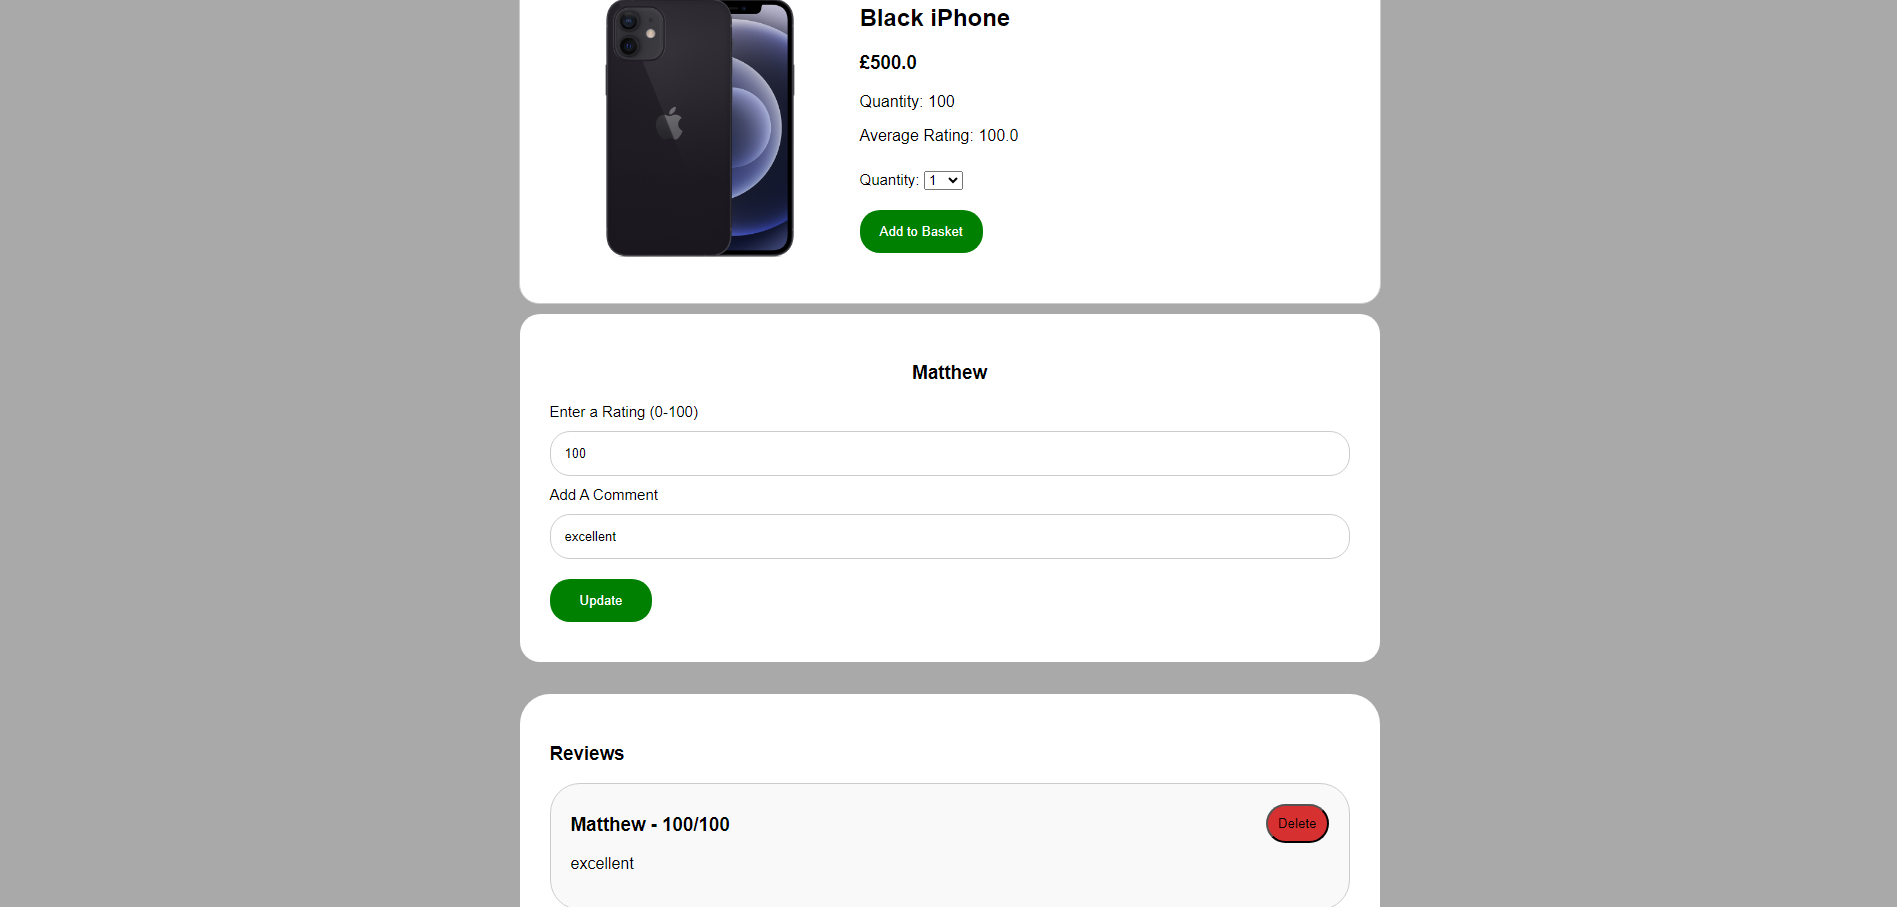 Black iPhone
£500.0
Quantity: 100
Average Rating: 100.0
Quantity: 1
Add to Basket
Matthew
Enter a Rating (0-100)
100
Add A Comment
excellent
Update
Reviews
Matthew - 100/100
Delete
excellent